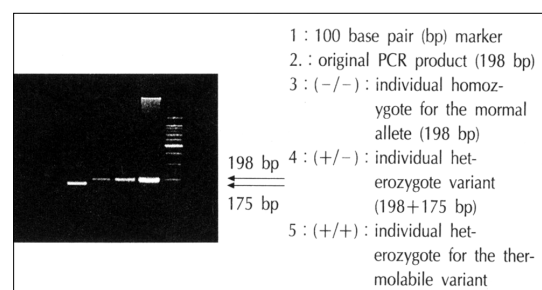 1 : 100 base pair (bp) marker
2. : original PCR product (198 bp)
3 : (−/−) : individual homoz-
ygote for the mormal
allete (198 bp)
198 bp
4 : (+/−) : individual het-
erozygote variant
175 bp
(198+175 bp)
5 : (+/+) : individual het-
erozygote for the ther-
molabile variant